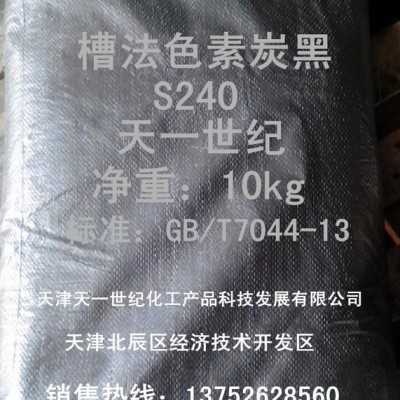 槽法色素炭黑
S240
天一世纪
净重：10kg
标准：GB/T7044-13
天津天一世纪化工产品科技发展有限公司
天津北辰区经济技术开发区
销售热线：13752628560